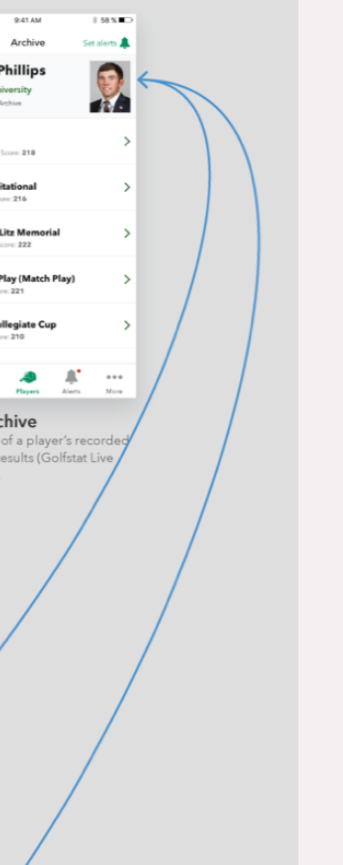 9:41 AM 58 %
Archive Set alerts
Phillips
iversity
Archive
Score: 218
itational
ore: 216
Litz Memorial
core: 222
Play (Match Play)
ore: 221
llegiate Cup
re: 210
Players Alerts More
chive
of a player's recorded
esults (Golfstat Live